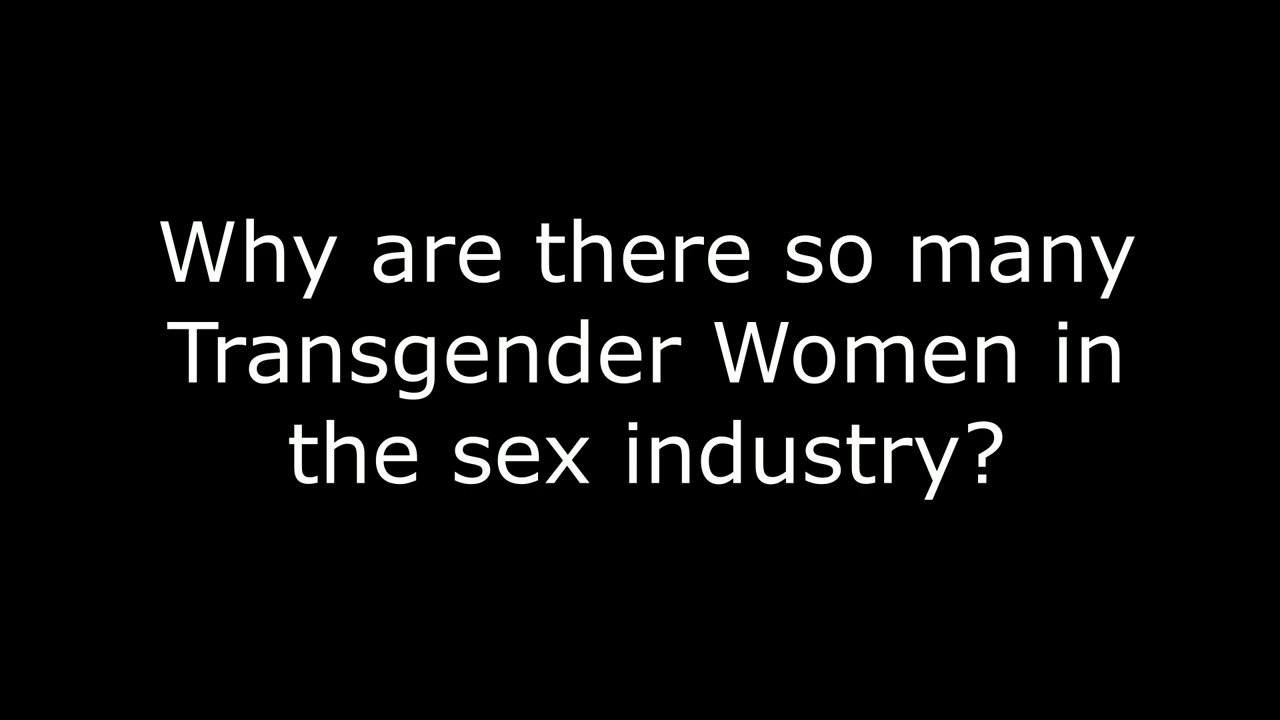 Why are there so many
Transgender Women in
the sex industry?